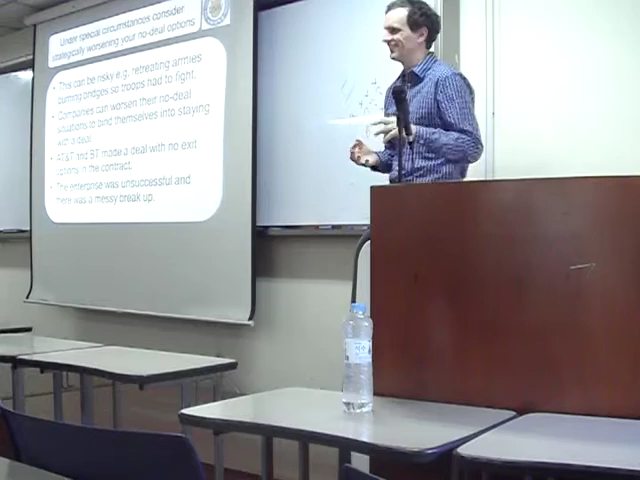 Under special circumstances consider
strategically worsening your no-deal options
• This can be risky e.g. retreating armies
burning bridges so troops had to fight.
• Companies can worsen their no-deal
situations to bind themselves into staying
with a deal.
• AT&T and BT made a deal with no exit
options in the contract.
• The enterprise was unsuccessful and
there was a messy break up.